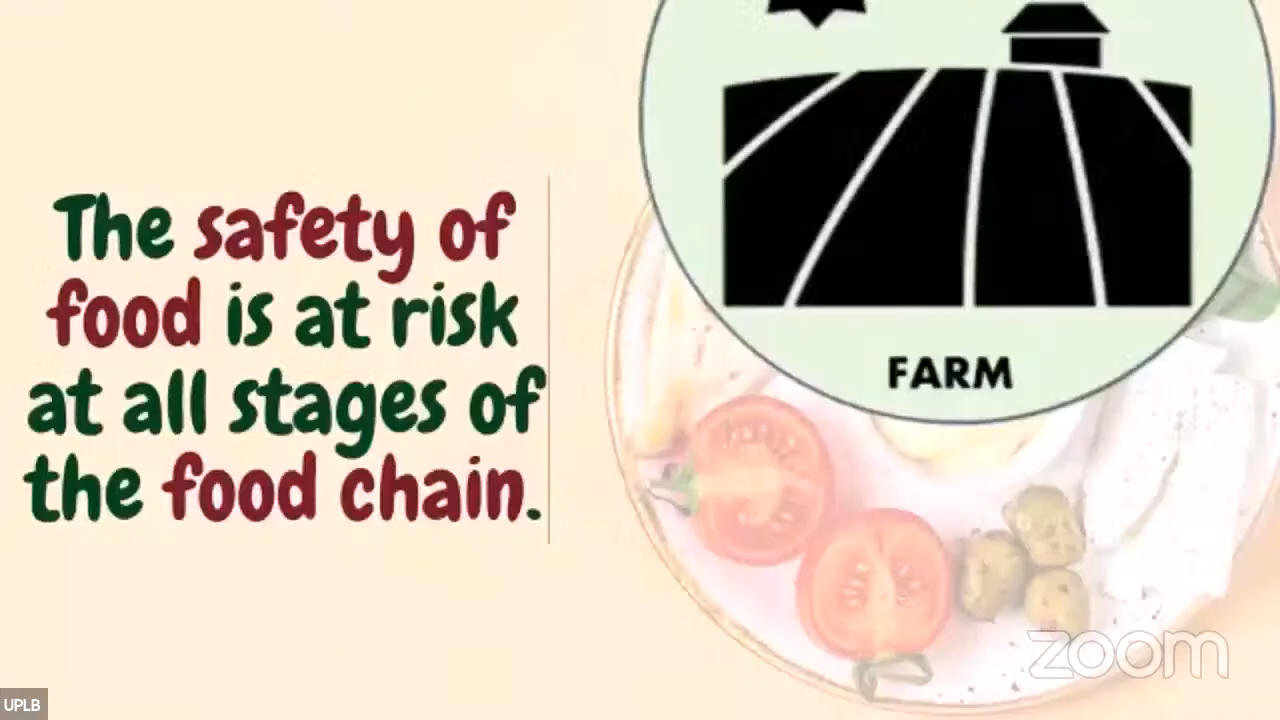 The safety of
food is at risk
at all stages of
the food chain.
FARM
zoom
UPLB